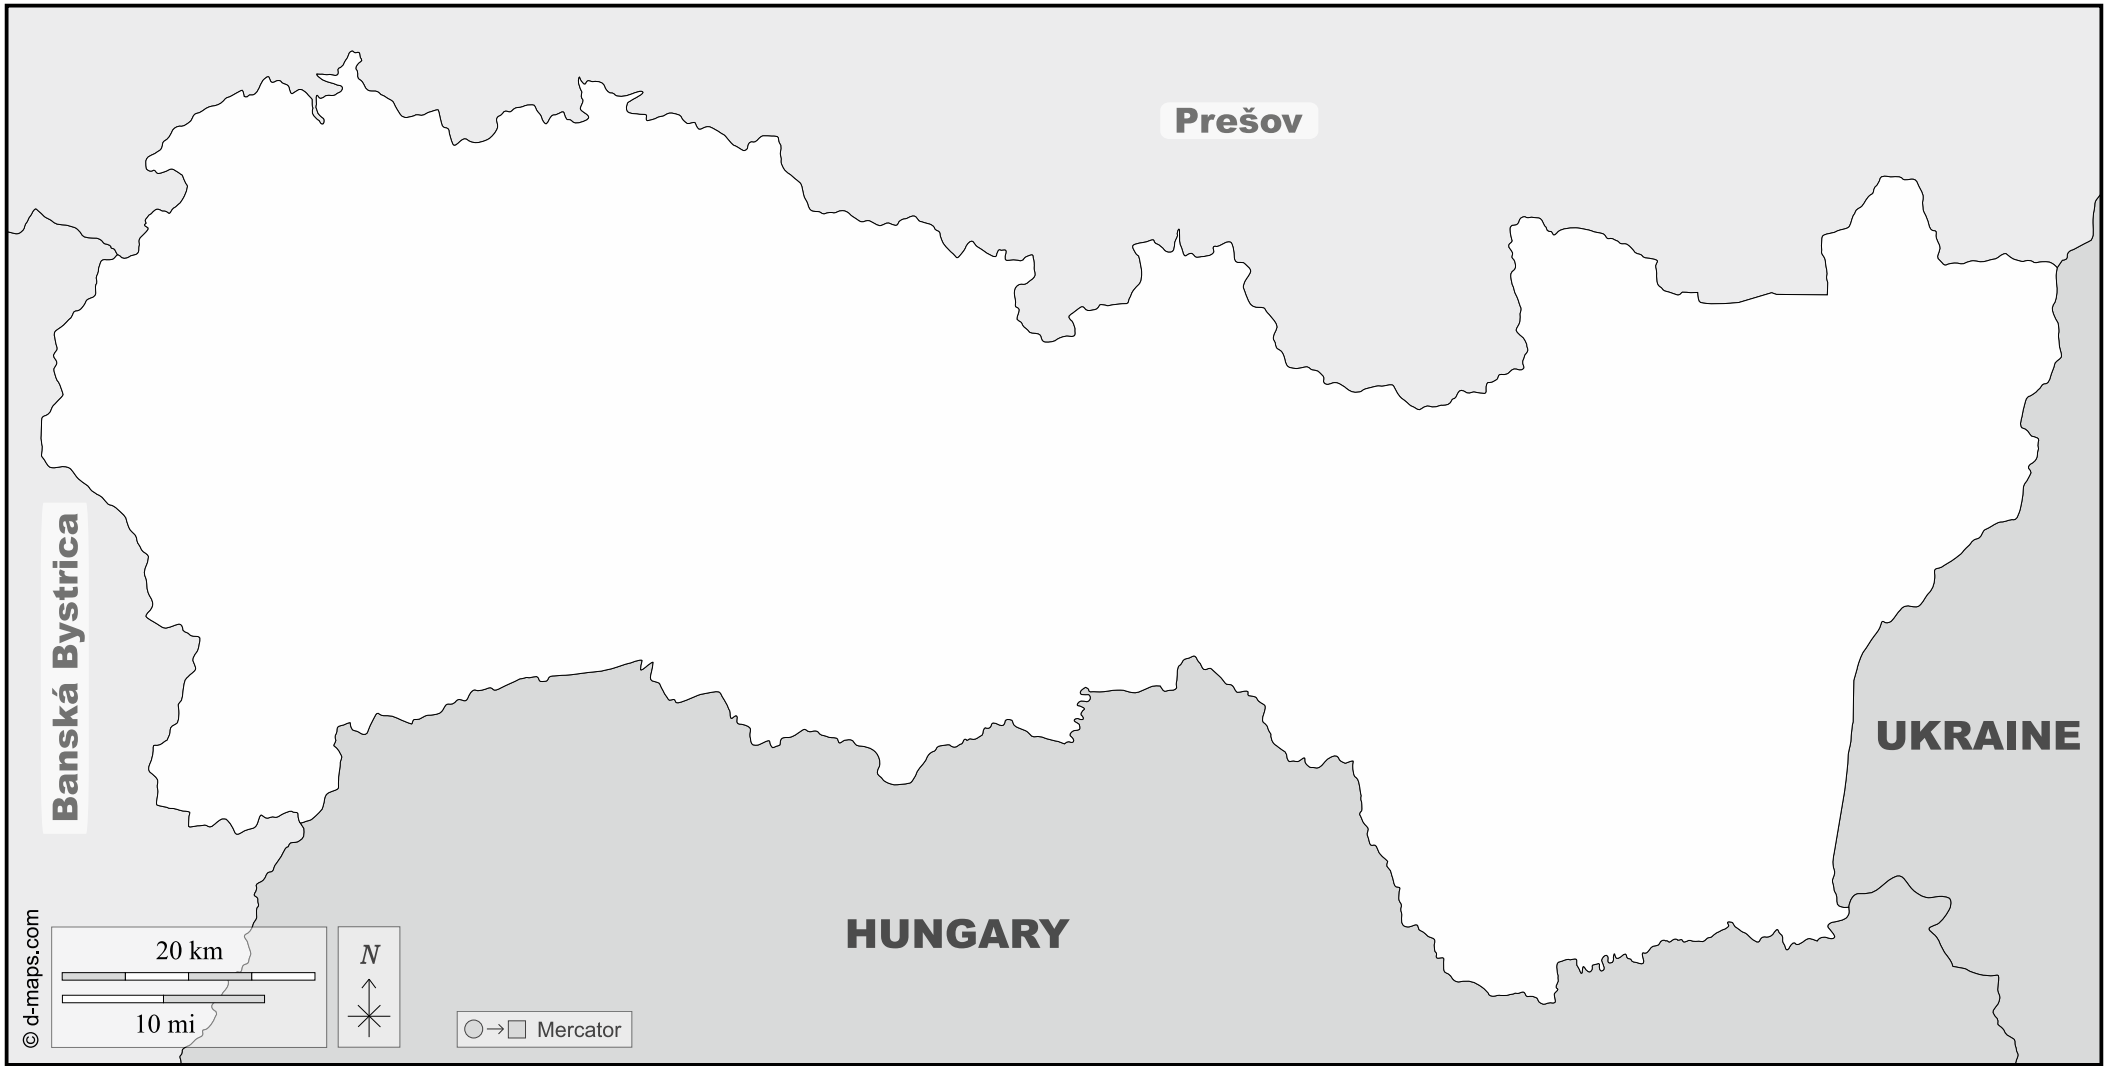 Prešov
Banská Bystrica
UKRAINE
HUNGARY
© d-maps.com
20 km
10 mi
N
Mercator